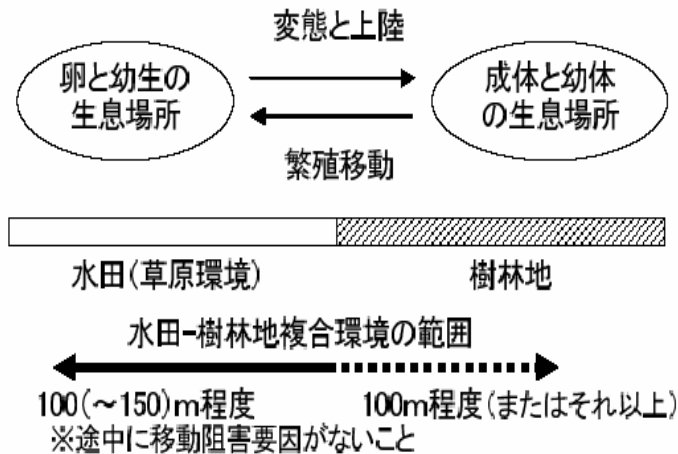 変態と上陸
卵と幼生の
生息場所
成体と幼体
の生息場所
繁殖移動
水田(草原環境)
樹林地
水田-樹林地複合環境の範囲
100(～150)m程度
100m程度(またはそれ以上)
※途中に移動阻害要因がないこと